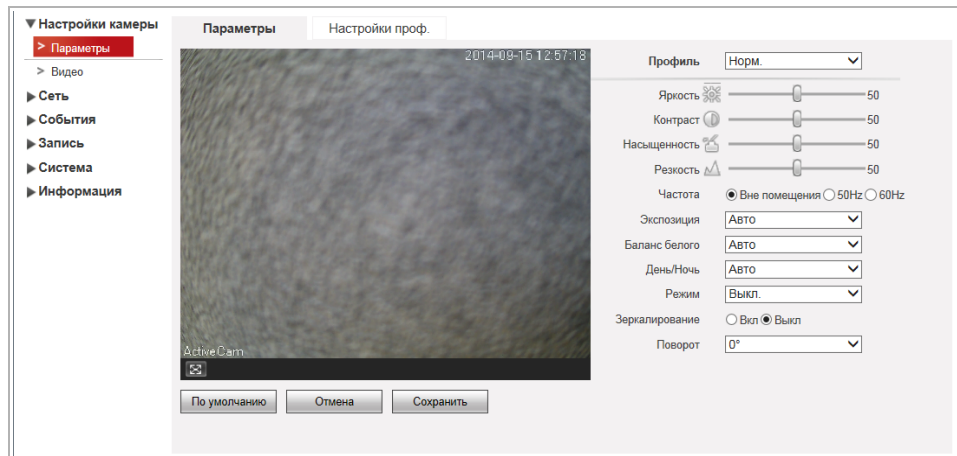 Настройки камеры
> Параметры
> Видео
Сеть
События
Запись
Система
Информация
Параметры
Настройки проф.
2014-09-15 12:57:18
ActiveCam
Профиль Норм.
Яркость 50
Контраст 50
Насыщенность 50
Резкость 50
Частота Вне помещения 50Hz 60Hz
Экспозиция Авто
Баланс белого Авто
День/Ночь Авто
Режим Выкл.
Зеркалирование Вкл Выкл
Поворот 0°
По умолчанию
Отмена
Сохранить